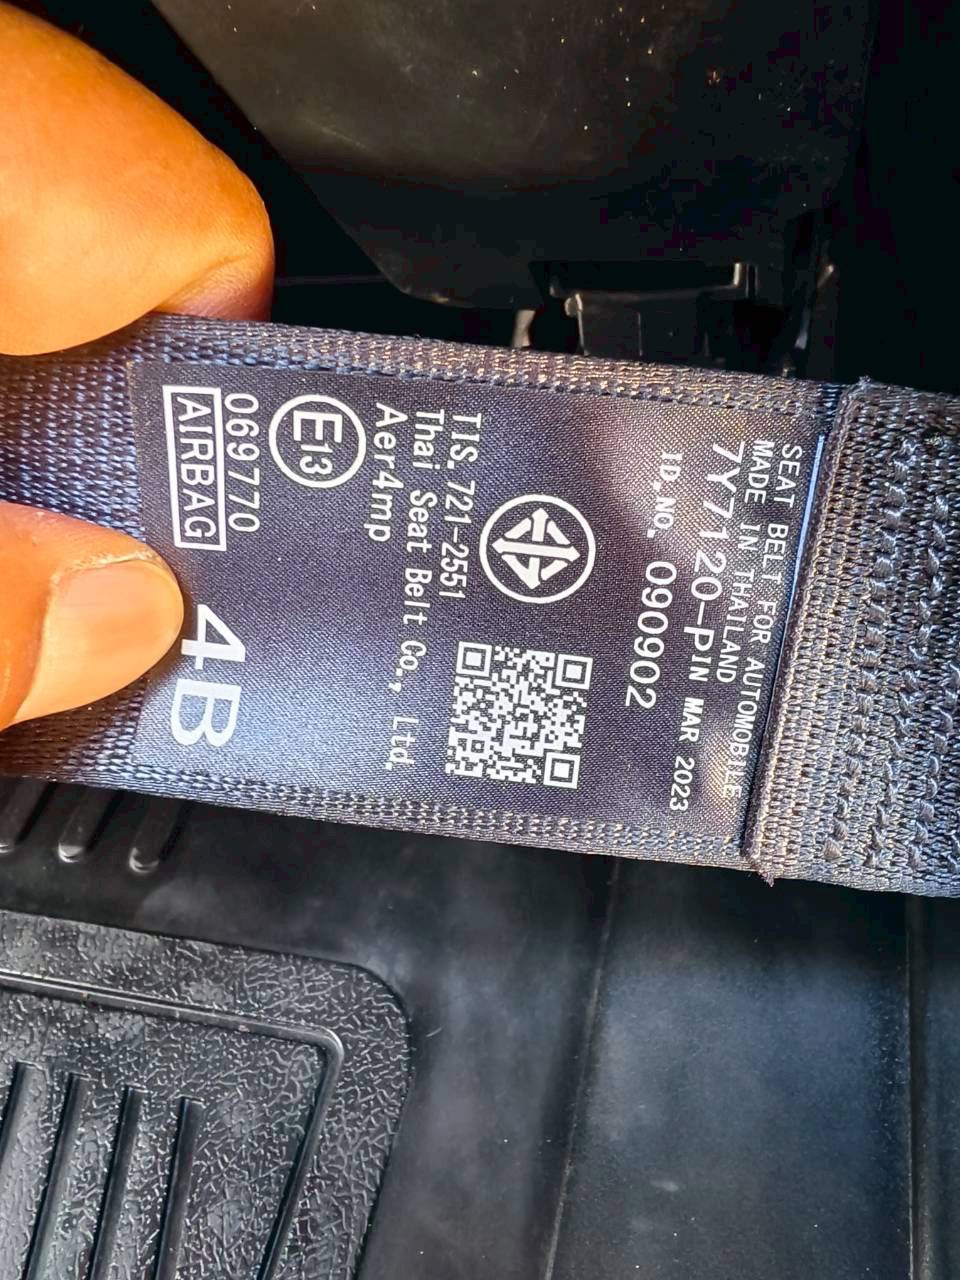 SEAT BELT FOR AUTOMOBILE
MADE IN THAILAND
7Y7120-PIN MAR 2023
ID.NO. 090902
TIS. 721-2551
Thai Seat Belt Co., Ltd.
Aer4mp
E13
069770
AIRBAG
4B